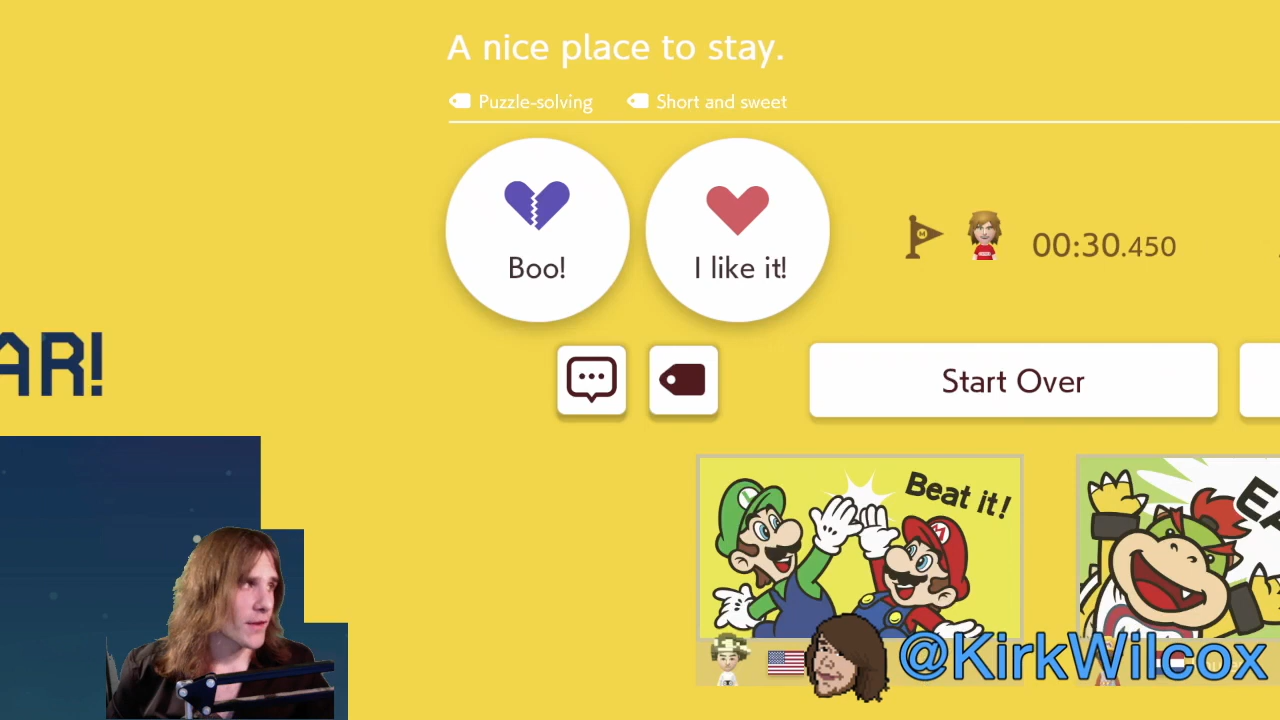 A nice place to stay.
Puzzle-solving Short and sweet
Boo! I like it!
M 00:30.450
AR!
Start Over
Beat it!
EA
@KirkWilcox